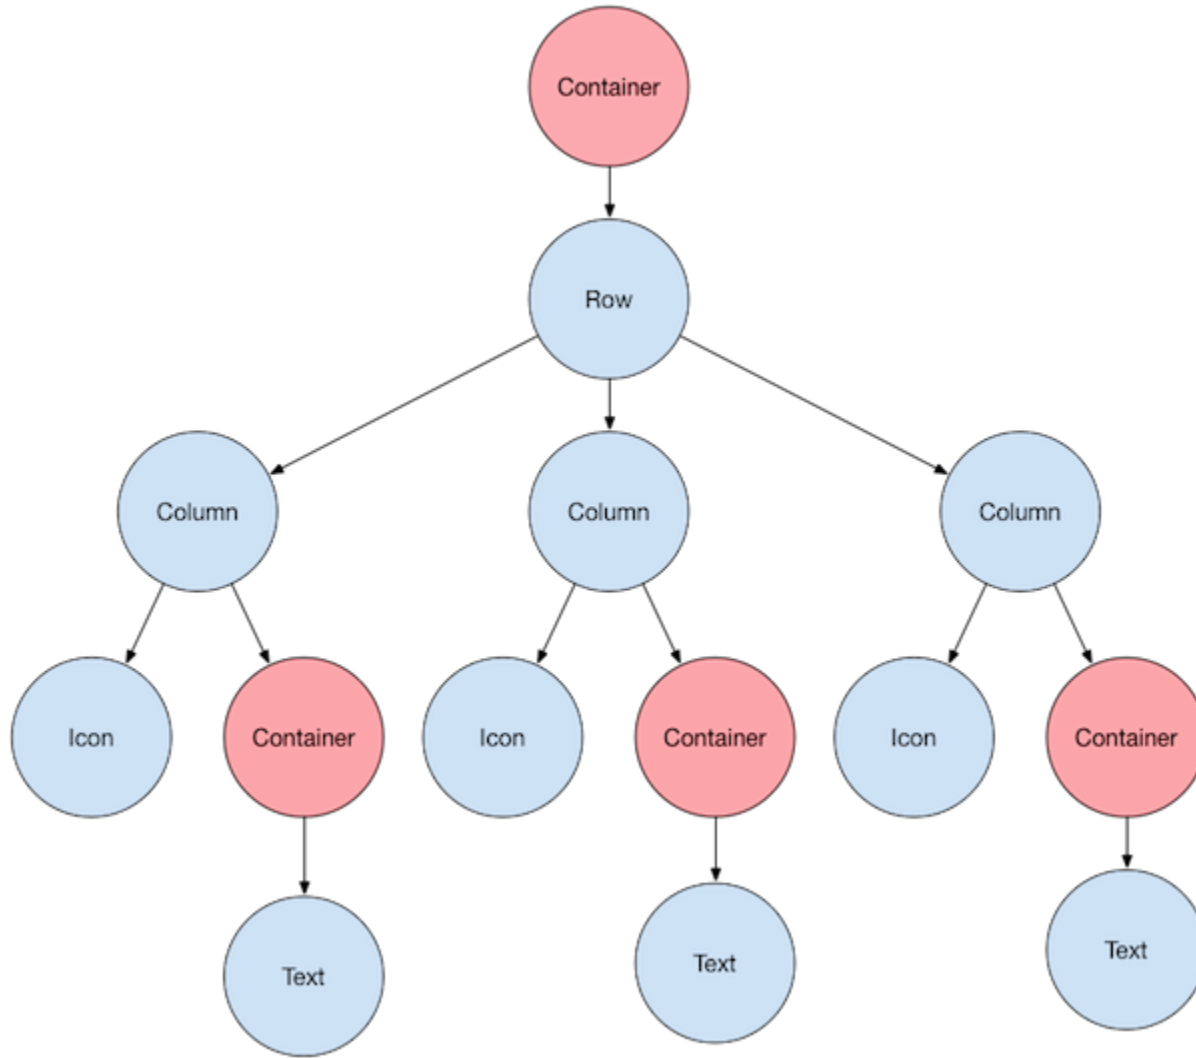 Container
Row
Column
Column
Column
Icon
Container
Icon
Container
Icon
Container
Text
Text
Text